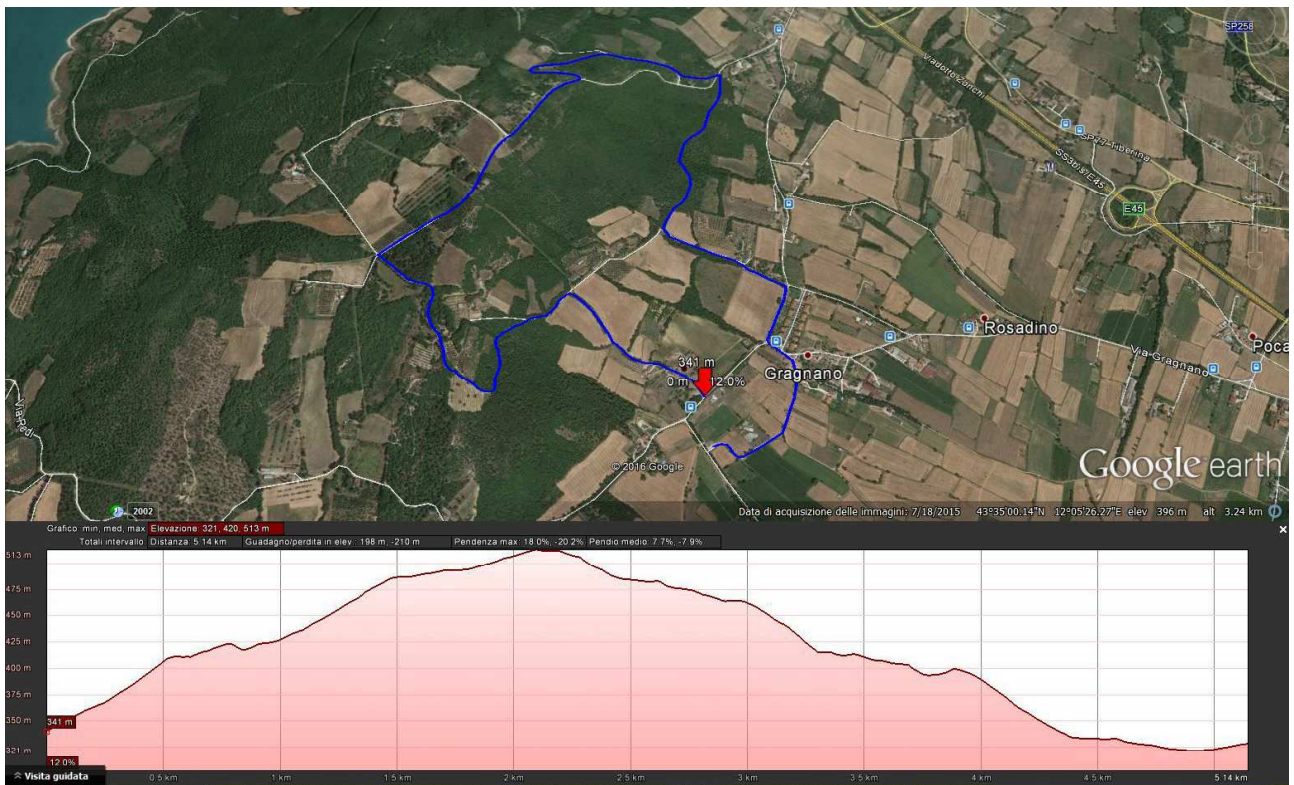 SP258
Viadotto Zonchi
SP77 Tiberina
SS3bis/E45
E45
Rosadino
Poca
341 m
Gragnano
Via Gragnano
0 m
12.0%
Via Redi
© 2016 Google
Google earth
2002
Data di acquisizione delle immagini: 7/18/2015 43°35'00.14"N 12°05'26.27"E elev 396 m alt 3.24 km
Grafico: min, med, max Elevazione: 321, 420, 513 m
Totali intervallo: Distanza: 5.14 km Guadagno/perdita in elev.: 198 m, -210 m Pendenza max: 18.0%, -20.2% Pendio medio: 7.7%, -7.9%
513 m
475 m
450 m
425 m
400 m
375 m
350 m
341 m
321 m
12.0%
Visita guidata
0.5 km 1 km 1.5 km 2 km 2.5 km 3 km 3.5 km 4 km 4.5 km 5.14 km